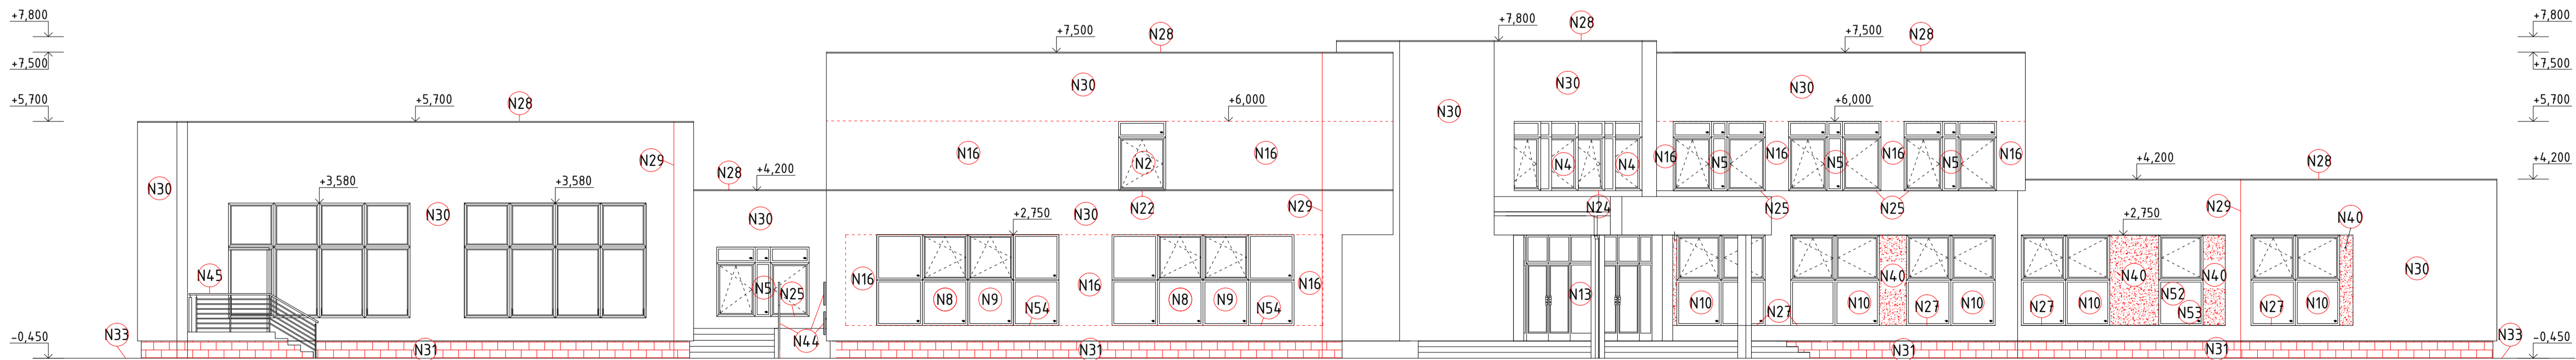 +7,800
+7,500
+5,700
-0,450
N33
N30
N45
+5,700
N28
+3,580
N30
+3,580
N29
N31
N28
+4,200
N30
N5
N25
N44
+7,500
N28
N30
+6,000
N16
N2
N16
N22
N30
N29
+2,750
N16
N8
N9
N54
N16
N8
N9
N54
N16
N31
+7,800
N28
N30
N30
N4
N4
N24
N13
+7,500
N28
N30
+6,000
N16
N5
N16
N5
N16
N5
N16
N25
N25
N10
N27
N10
N40
N27
N10
N31
+4,200
N28
N29
+2,750
N40
N27
N10
N40
N52
N53
N40
N27
N10
N30
N31
N33
+7,800
+7,500
+5,700
+4,200
-0,450